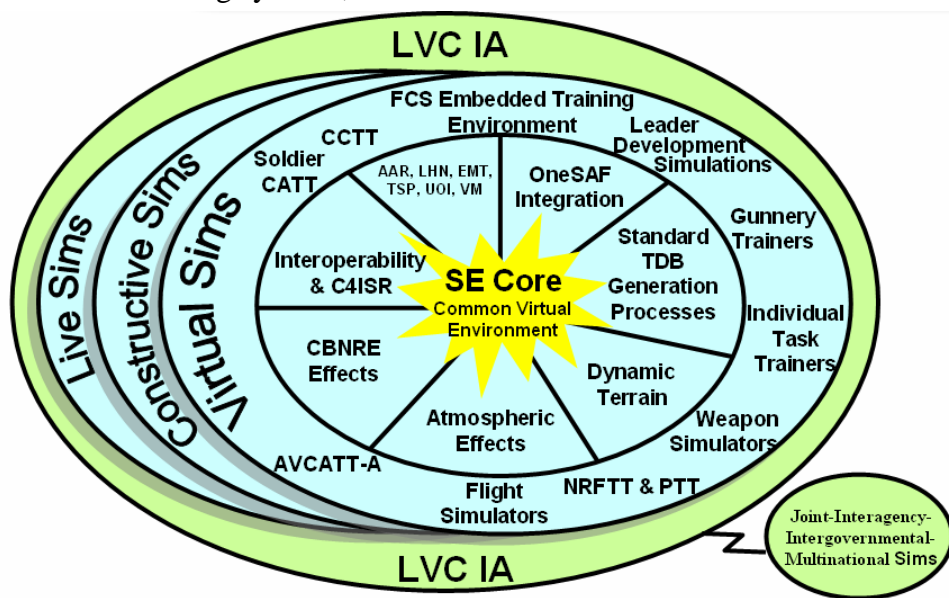 LVC IA
FCS Embedded Training
Environment
Leader
Development
Simulations
CCTT
Soldier
CATT
AAR, LHN, EMT,
TSP, UOI, VM
OneSAF
Integration
Gunnery
Trainers
Live Sims
Constructive Sims
Virtual Sims
Interoperability
& C4ISR
SE Core
Common Virtual
Environment
Standard
TDB
Generation
Processes
Individual
Task
Trainers
CBNRE
Effects
Dynamic
Terrain
Atmospheric
Effects
Weapon
Simulators
AVCATT-A
Flight
Simulators
NRFTT & PTT
Joint-Interagency-
Intergovernmental-
Multinational Sims
LVC IA